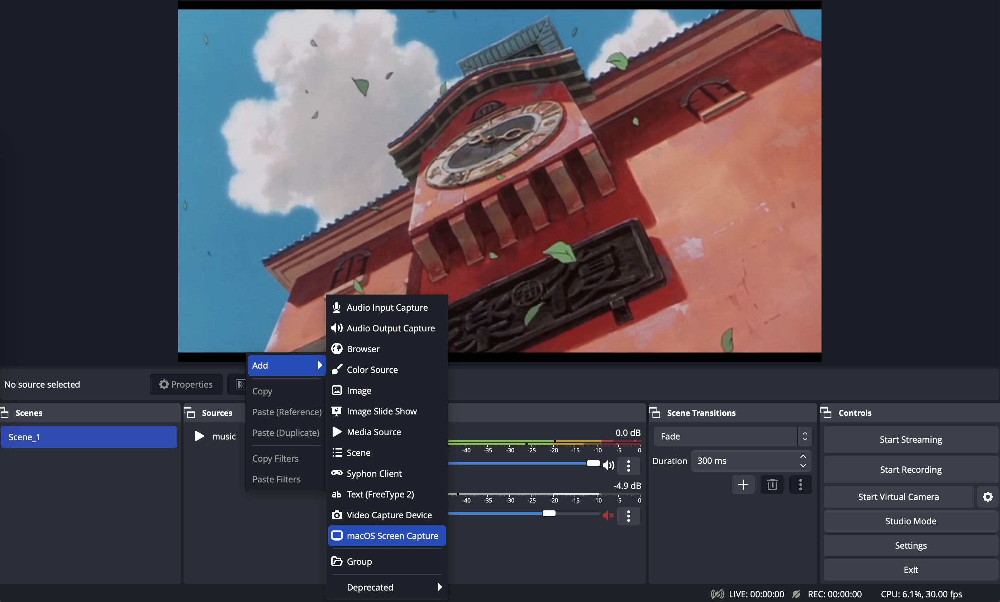 Audio Input Capture
Audio Output Capture
Browser
Color Source
Image
Image Slide Show
Media Source
Scene
Syphon Client
ab Text (FreeType 2)
Video Capture Device
macOS Screen Capture
Group
Deprecated
Add
Copy
Paste (Reference)
Paste (Duplicate)
Copy Filters
Paste Filters
No source selected
Properties
Scenes
Scene_1
Sources
music
0.0 dB
-40 -35 -30 -25 -20 -15 -10 -5 0
-4.9 dB
-40 -35 -30 -25 -20 -15 -10 -5 0
Scene Transitions
Fade
Duration 300 ms
Controls
Start Streaming
Start Recording
Start Virtual Camera
Studio Mode
Settings
Exit
LIVE: 00:00:00 REC: 00:00:00 CPU: 6.1%, 30.00 fps